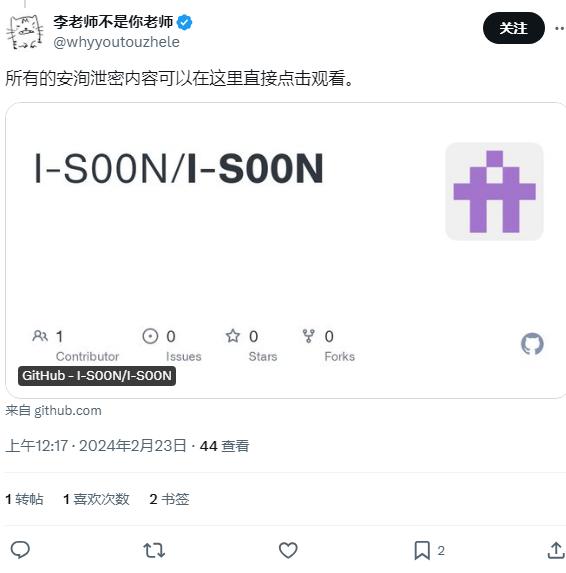 李老师不是你老师
@whyyoutouzhele
关注
所有的安洵泄密内容可以在这里直接点击观看。
I-S00N/I-S00N
1 0 0 0
Contributor Issues Stars Forks
GitHub - I-S00N/I-S00N
来自 github.com
上午12:17 · 2024年2月23日 · 44 查看
1 转帖 1 喜欢次数 2 书签
2